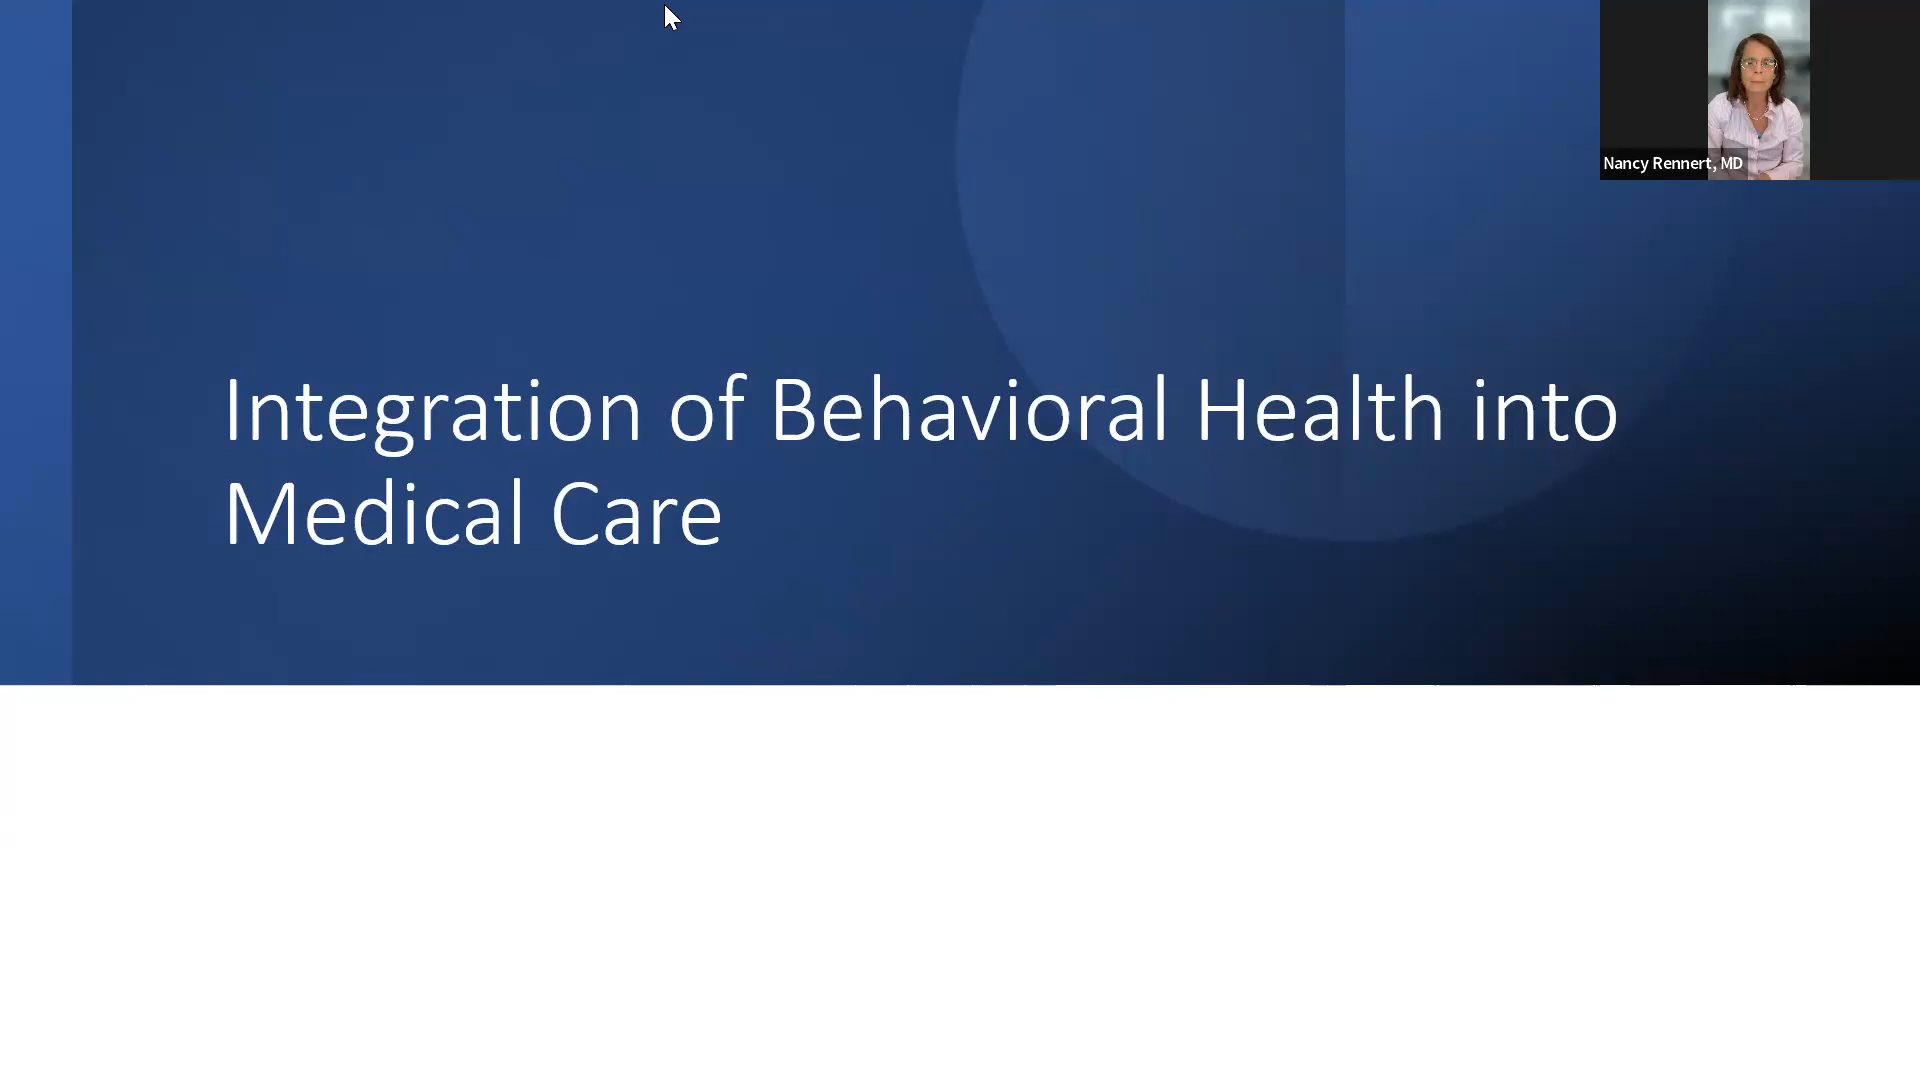 Nancy Rennert, MD
Integration of Behavioral Health into
Medical Care